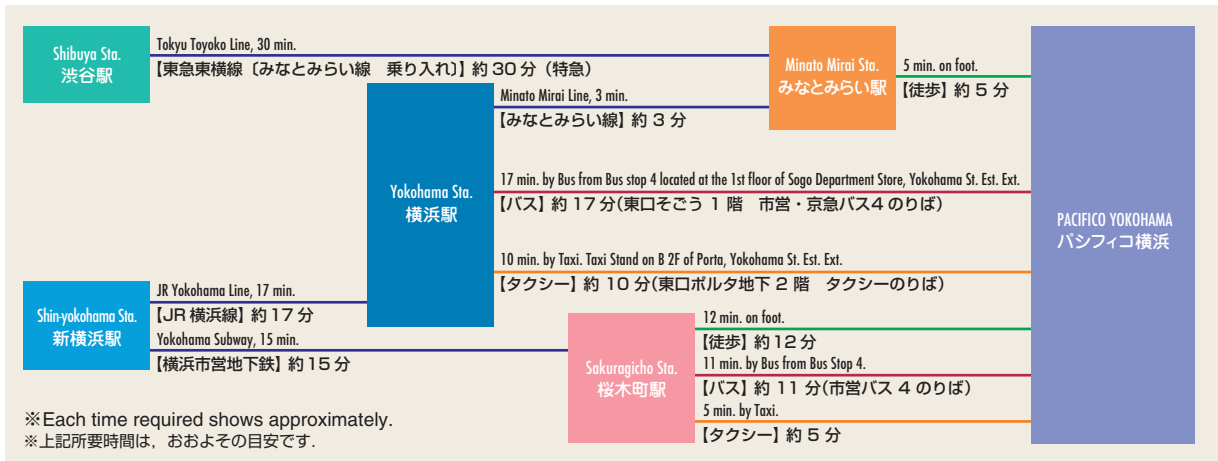 Shibuya Sta.
渋谷駅
Tokyu Toyoko Line, 30 min.
【東急東横線〔みなとみらい線　乗り入れ〕】約30分（特急）
Minato Mirai Sta.
みなとみらい駅
5 min. on foot.
【徒歩】約 5 分
Minato Mirai Line, 3 min.
【みなとみらい線】約 3 分
Yokohama Sta.
横浜駅
17 min. by Bus from Bus stop 4 located at the 1st floor of Sogo Department Store, Yokohama St. Est. Ext.
【バス】約 17 分(東口そごう 1 階　市営・京急バス4 のりば)
10 min. by Taxi. Taxi Stand on B 2F of Porta, Yokohama St. Est. Ext.
【タクシー】約 10 分(東口ポルタ地下 2 階　タクシーのりば)
PACIFICO YOKOHAMA
パシフィコ横浜
Shin-yokohama Sta.
新横浜駅
JR Yokohama Line, 17 min.
【JR 横浜線】約17 分
Yokohama Subway, 15 min.
【横浜市営地下鉄】約15 分
Sakuragicho Sta.
桜木町駅
12 min. on foot.
【徒歩】約12 分
11 min. by Bus from Bus Stop 4.
【バス】約 11 分(市営バス 4 のりば)
5 min. by Taxi.
【タクシー】約 5 分
※Each time required shows approximately.
※上記所要時間は，おおよその目安です．